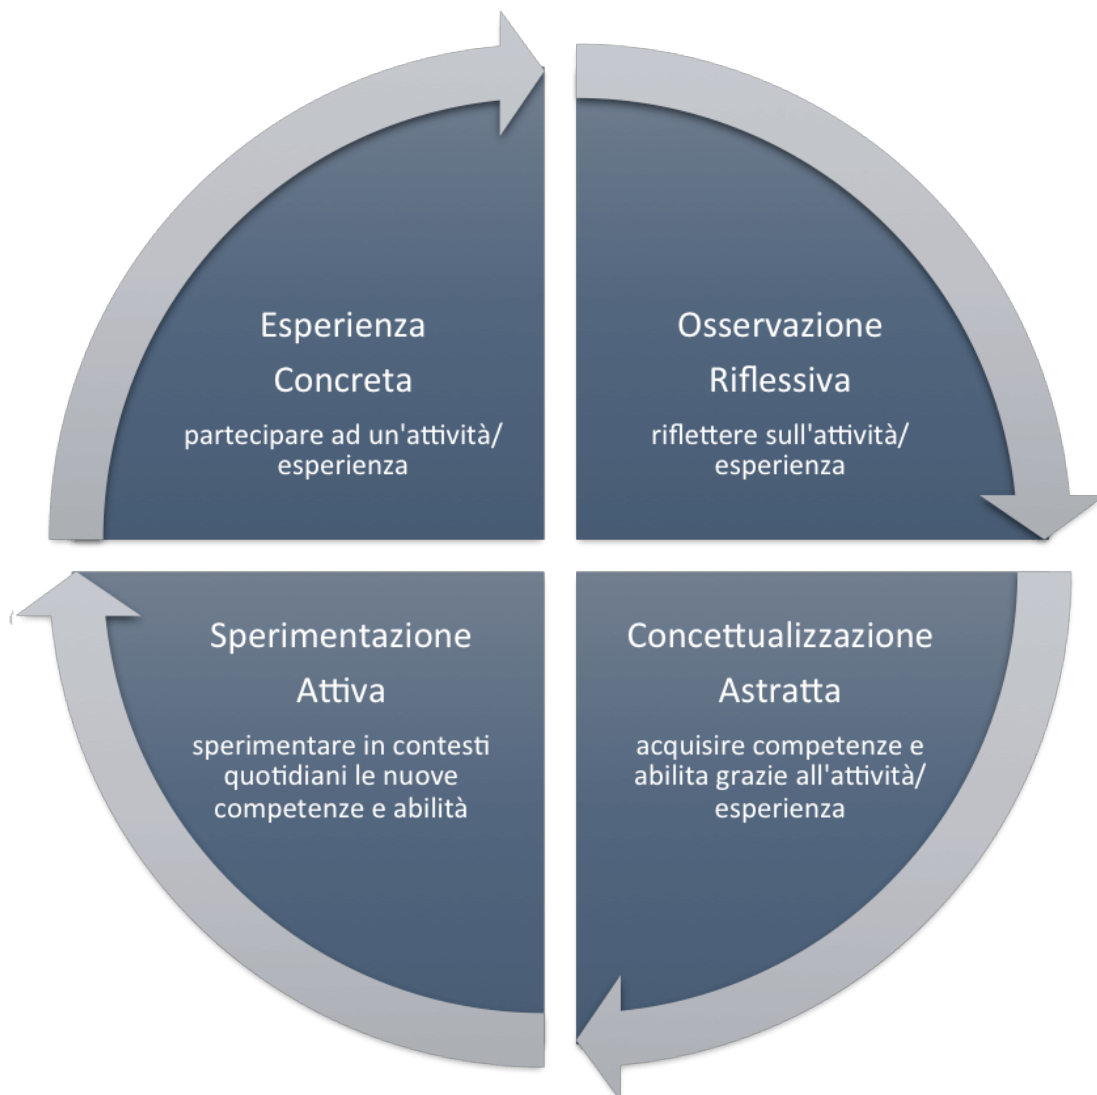 Esperienza
Concreta
partecipare ad un'attività/
esperienza
Osservazione
Riflessiva
riflettere sull'attività/
esperienza
Sperimentazione
Attiva
sperimentare in contesti
quotidiani le nuove
competenze e abilità
Concettualizzazione
Astratta
acquisire competenze e
abilita grazie all'attività/
esperienza